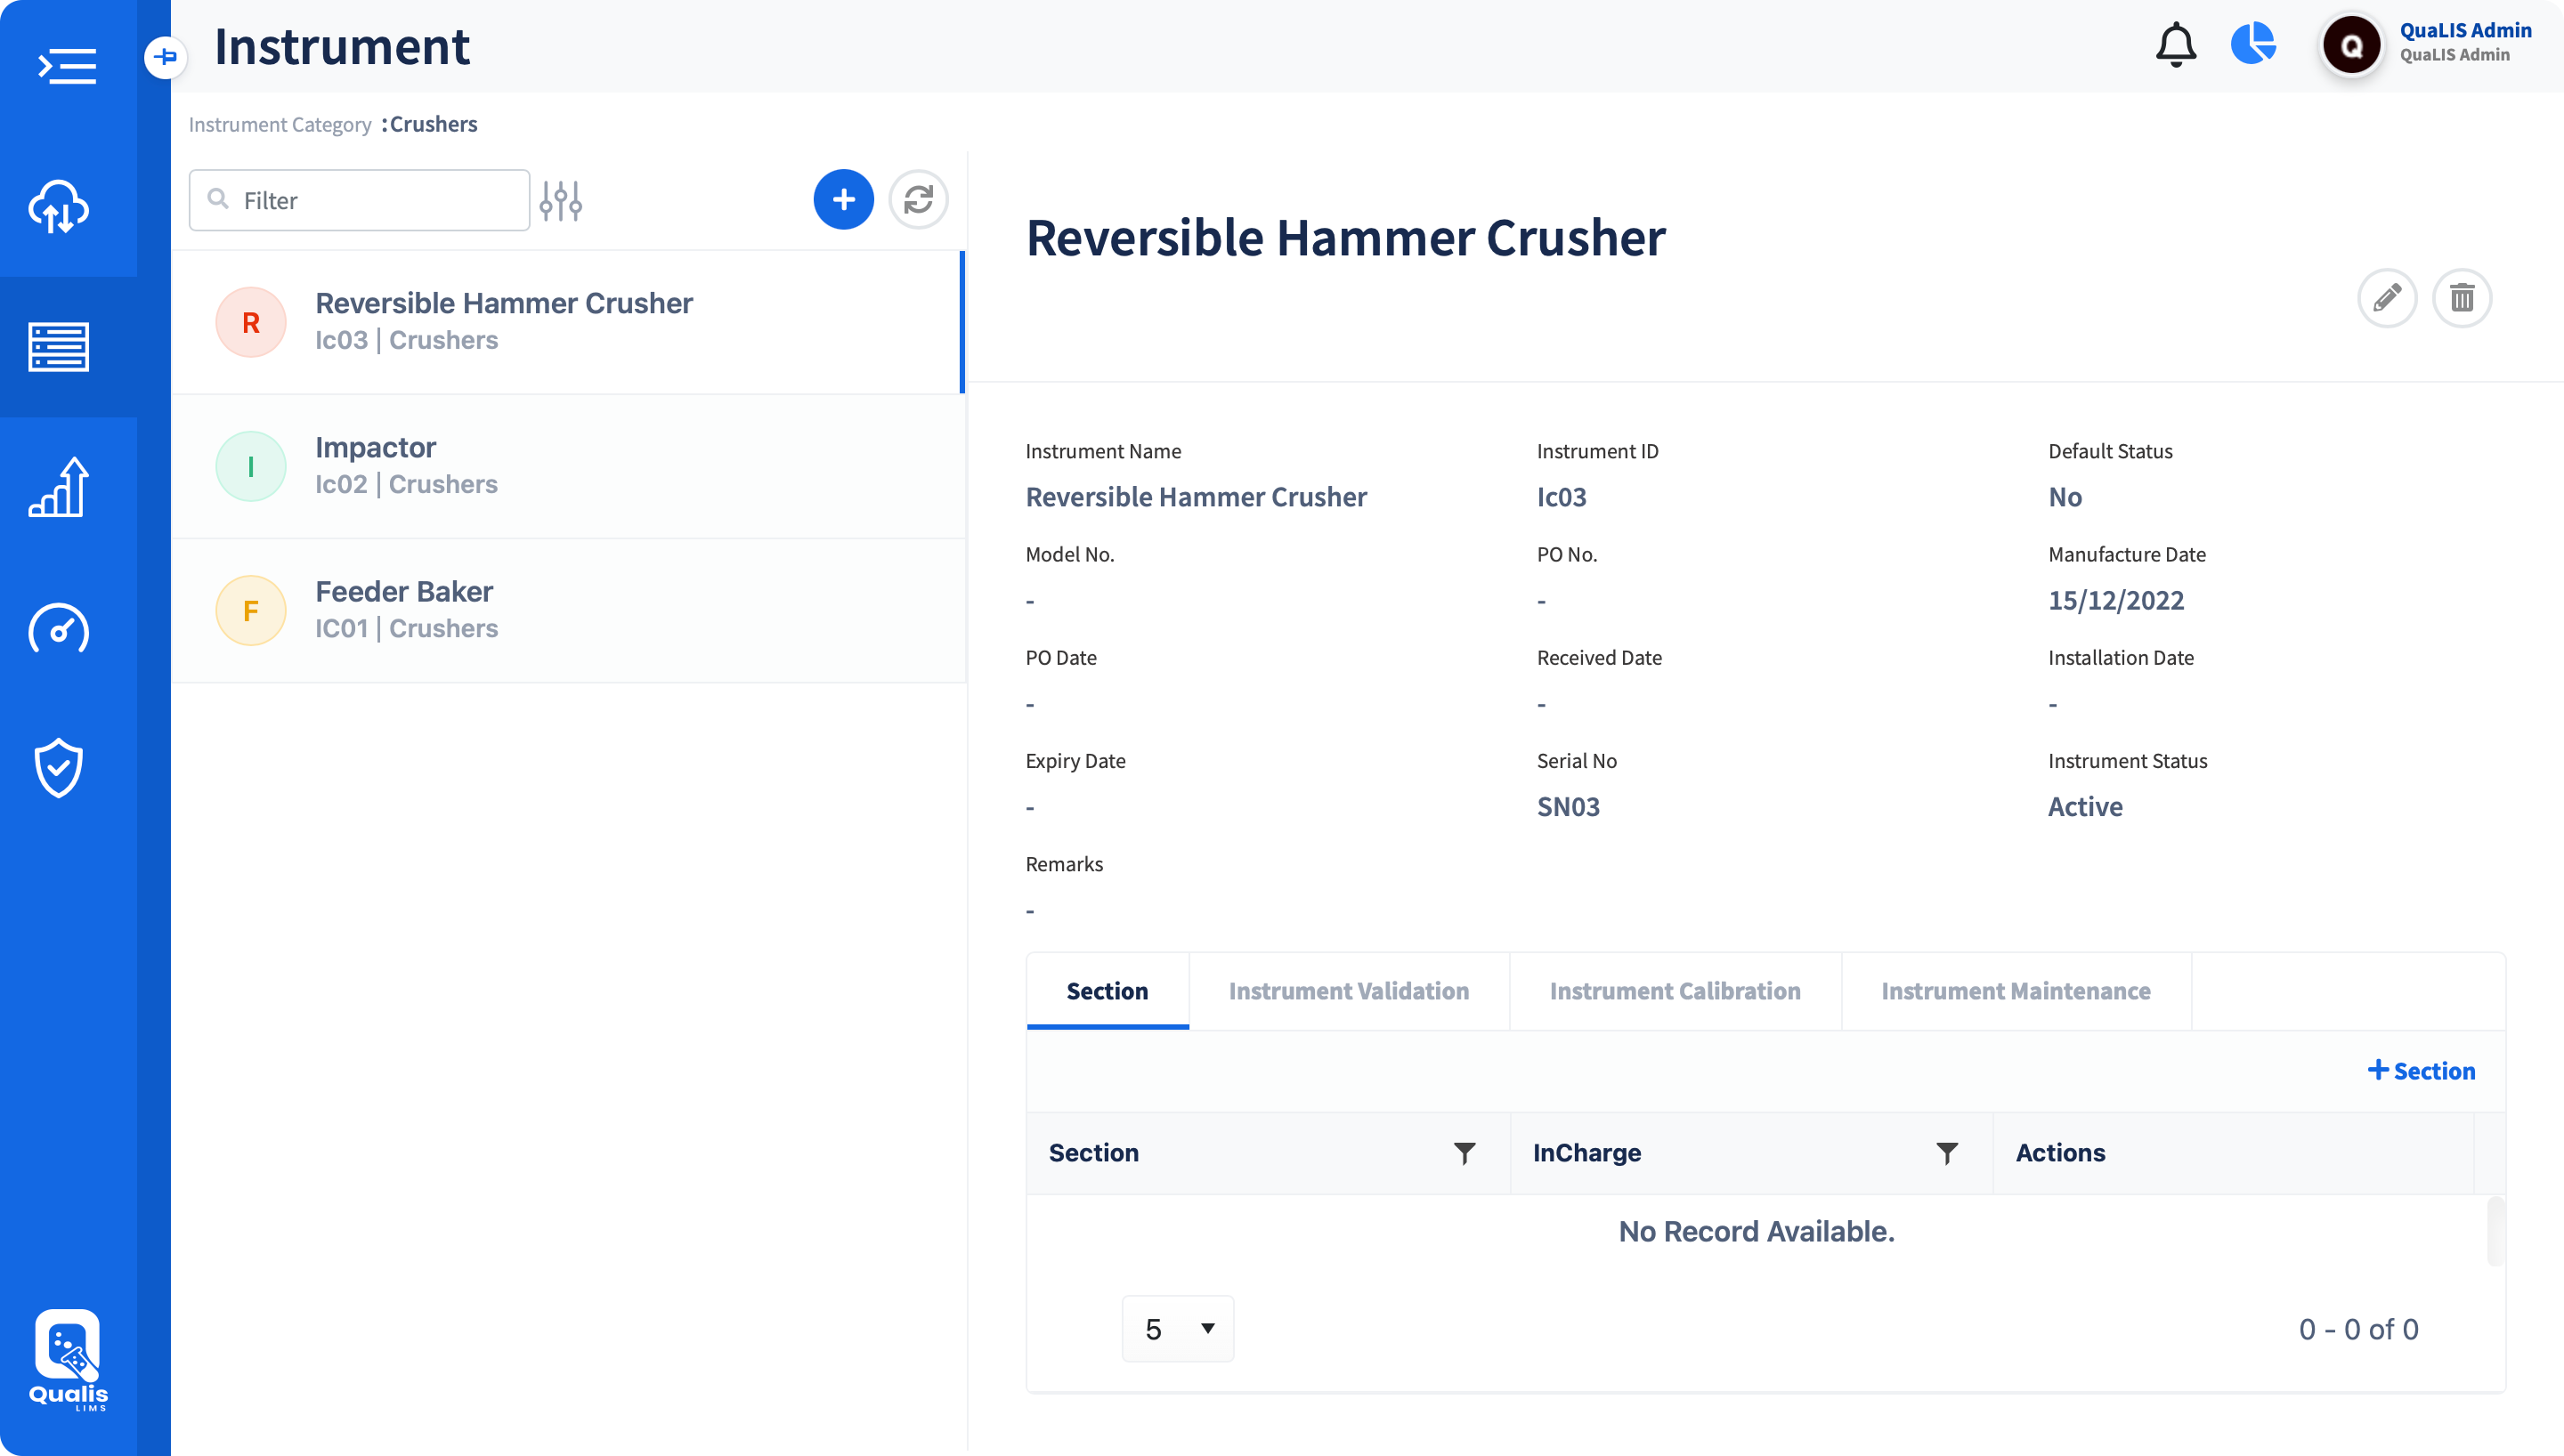 Instrument
QuaLIS Admin
QuaLIS Admin
Q
Instrument Category :Crushers
Filter
R
Reversible Hammer Crusher
Ic03 | Crushers
I
Impactor
Ic02 | Crushers
F
Feeder Baker
IC01 | Crushers
Reversible Hammer Crusher
Instrument Name
Instrument ID
Default Status
Reversible Hammer Crusher
Ic03
No
Model No.
PO No.
Manufacture Date
-
-
15/12/2022
PO Date
Received Date
Installation Date
-
-
-
Expiry Date
Serial No
Instrument Status
-
SN03
Active
Remarks
-
Section
Instrument Validation
Instrument Calibration
Instrument Maintenance
+ Section
Section
InCharge
Actions
No Record Available.
5
0 - 0 of 0
Qualis
LIMS